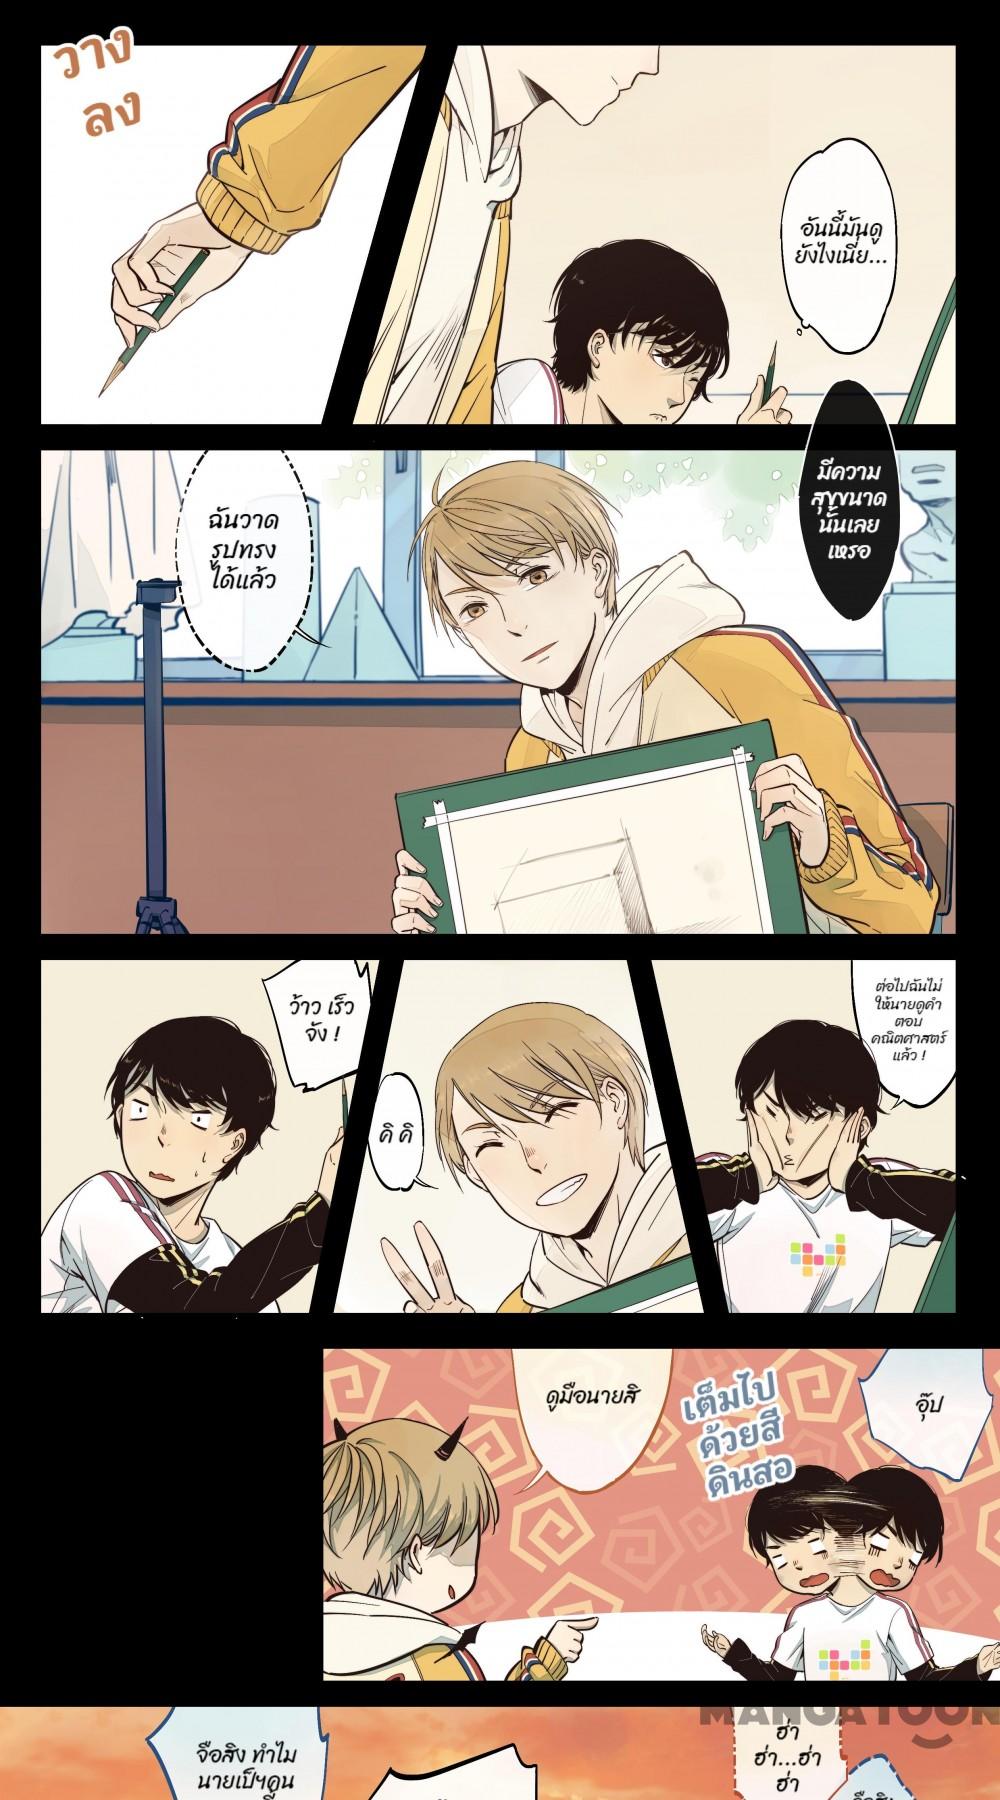 วาง
ลง
อันนี้มันดู
ยังไงเนี่ย...
มีความ
สุขขนาด
นั้นเลย
เหรอ
ฉันวาด
รูปทรง
ได้แล้ว
ว้าว เร็ว
จัง !
คิ คิ
ต่อไปฉันไม่
ให้นายดูคำ
ตอบ
คณิตศาสตร์
แล้ว !
ดูมือนายสิ
เต็มไป
ด้วยสี
ดินสอ
อุ๊ป
MANGATOON
จือสิง ทำไม
นายเป็ฯคน
ฮ่า
ฮ่า...ฮ่า
ฮ่า